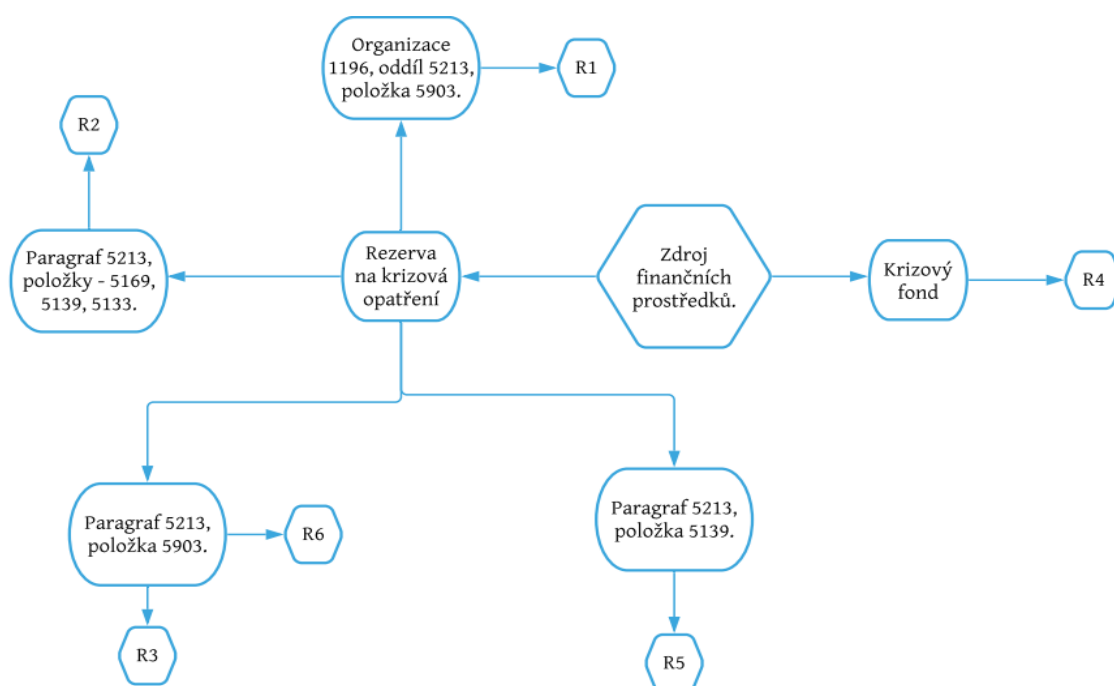 Organizace
1196, oddíl 5213,
položka 5903.
R1
R2
Paragraf 5213,
položky - 5169,
5139, 5133.
Rezerva
na krizová
opatření
Zdroj
finančních
prostředků.
Krizový
fond
R4
Paragraf 5213,
položka 5903.
R6
Paragraf 5213,
položka 5139.
R3
R5